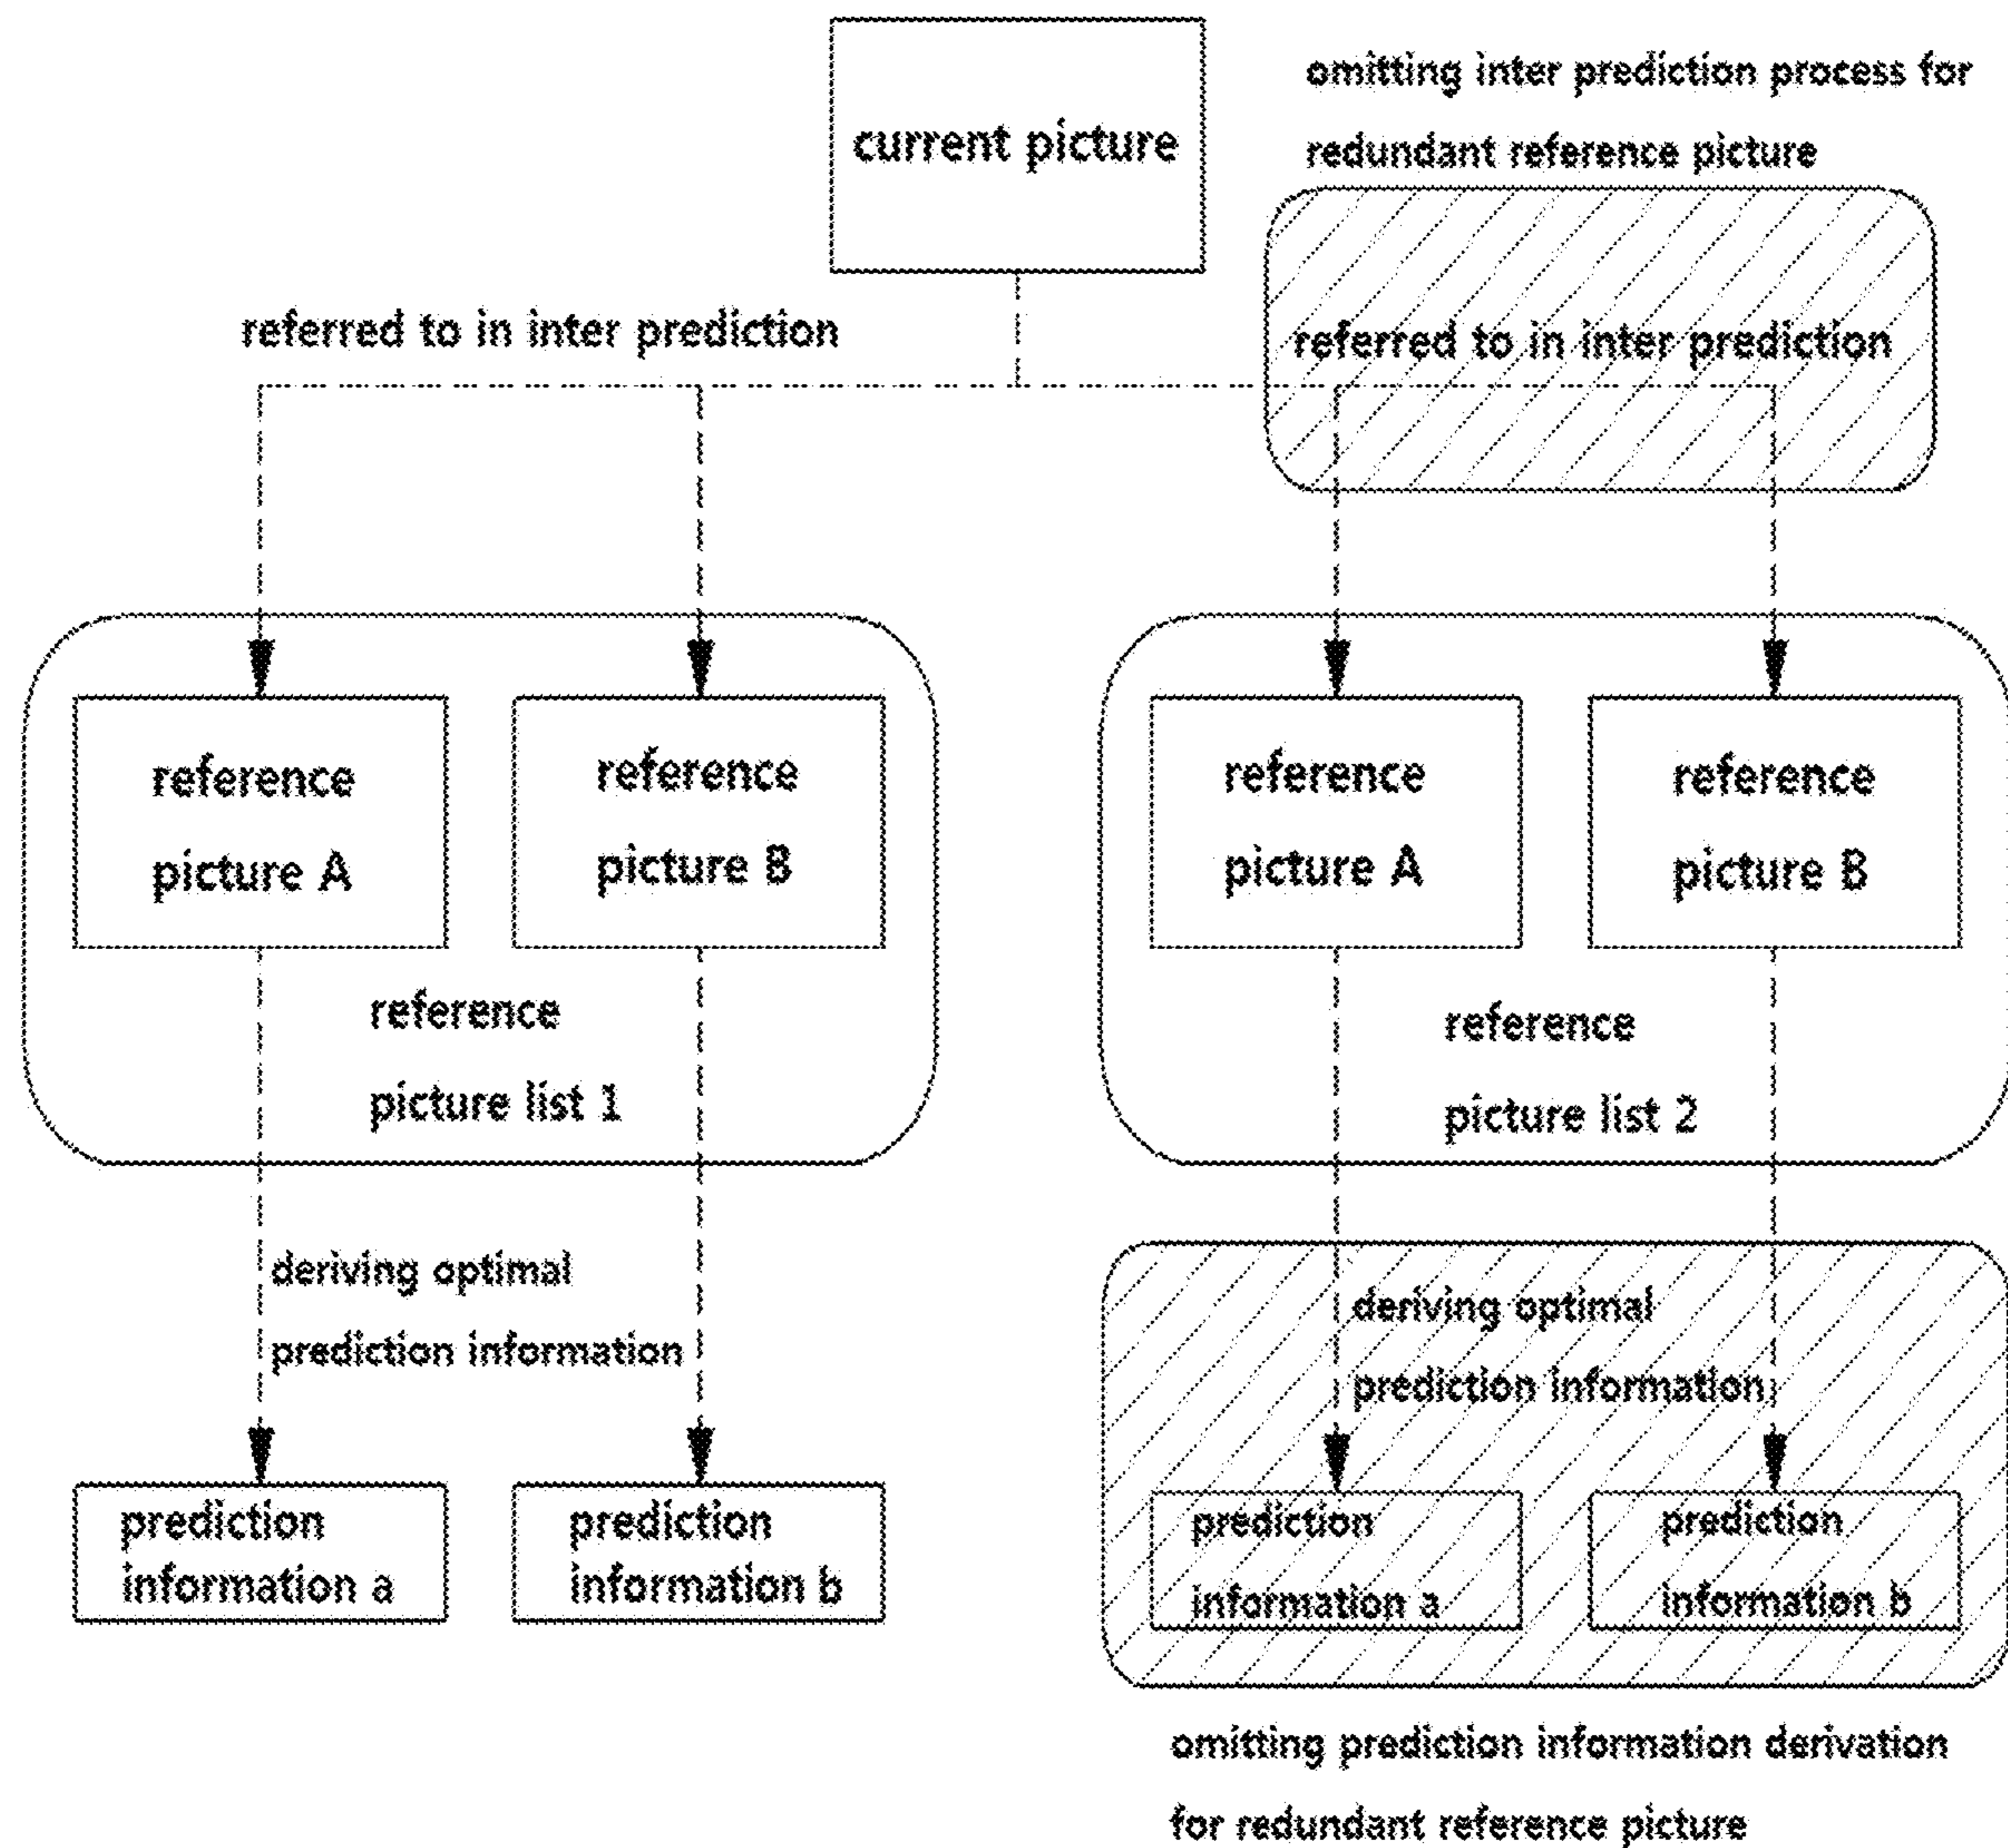 current picture
omitting inter prediction process for
redundant reference picture
referred to in inter prediction
referred to in inter prediction
reference
picture A
reference
picture B
reference
picture list 1
reference
picture A
reference
picture B
reference
picture list 2
deriving optimal
prediction information
deriving optimal
prediction information
prediction
information a
prediction
information b
prediction
information a
prediction
information b
omitting prediction information derivation
for redundant reference picture